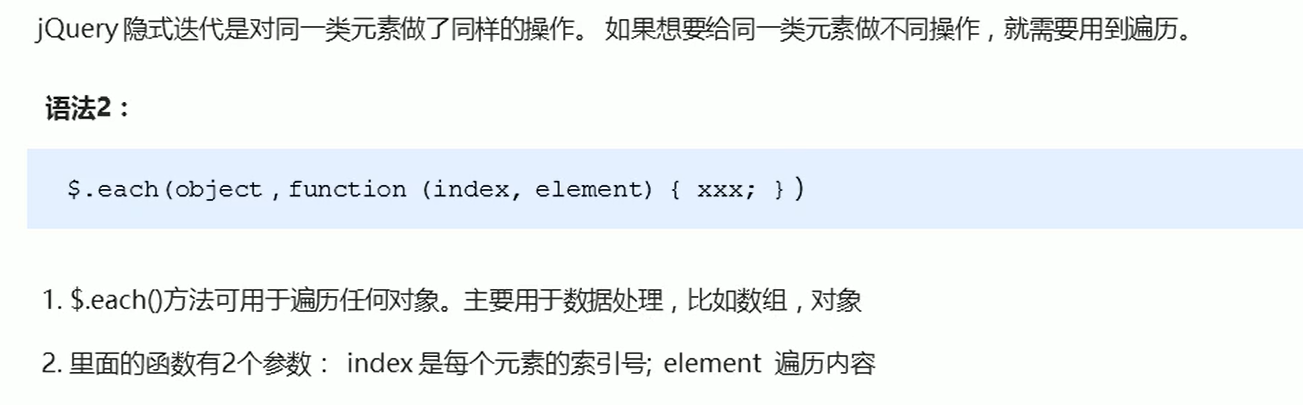 jQuery 隐式迭代是对同一类元素做了同样的操作。 如果想要给同一类元素做不同操作，就需要用到遍历。
语法2：
$.each(object，function (index, element) { xxx; })
1. $.each()方法可用于遍历任何对象。主要用于数据处理，比如数组，对象
2. 里面的函数有2个参数： index 是每个元素的索引号; element 遍历内容